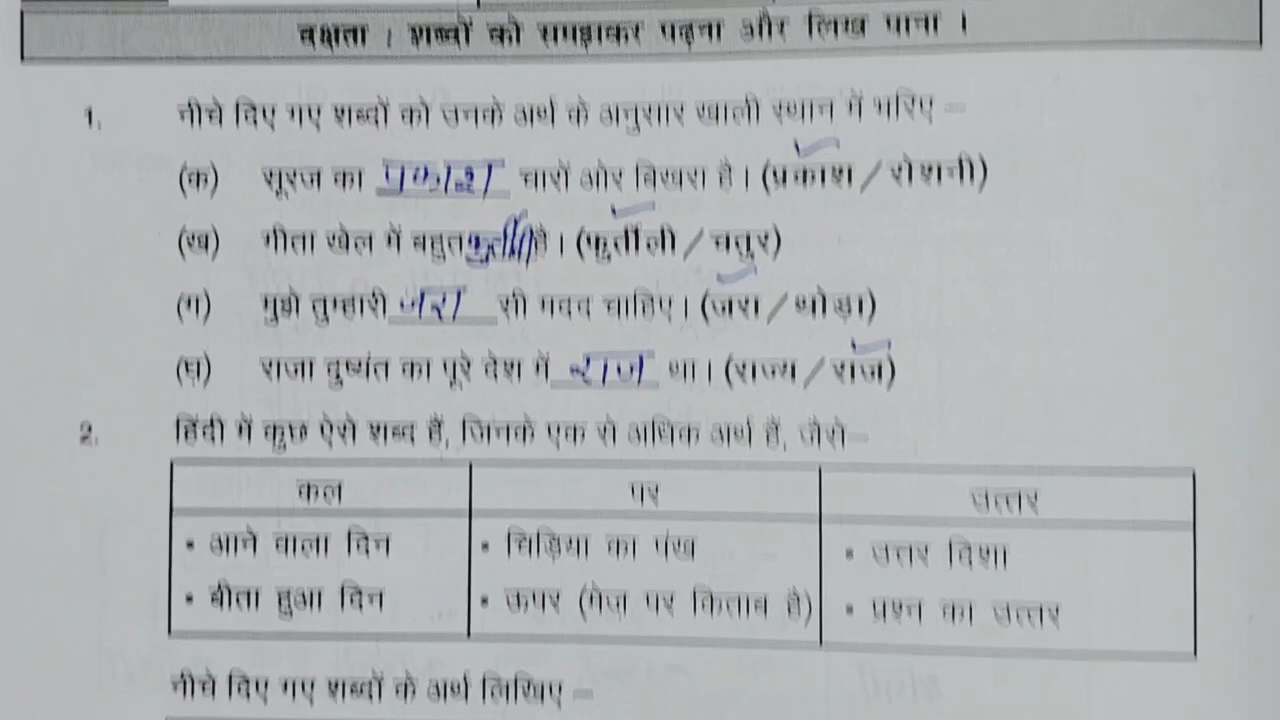 दक्षता : शब्दों को समझकर पढ़ना और लिख पाना ।
1. नीचे दिए गए शब्दों को उनके अर्थ के अनुसार खाली स्थान में भरिए –
(क) सूरज का प्रकाश चारों ओर बिखरा है। (प्रकाश / रोशनी)
(ख) गीता खेल में बहुत फुर्तीली है। (फुर्तीली / चतुर)
(ग) मुझे तुम्हारी जरा सी मदद चाहिए। (जरा / थोड़ा)
(घ) राजा दुष्यंत का पूरे देश में राज था। (राज्य / राज)
2. हिंदी में कुछ ऐसे शब्द हैं, जिनके एक से अधिक अर्थ हैं, जैसे–
कल पर उत्तर
• आने वाला दिन • चिड़िया का पंख • उत्तर दिशा
• बीता हुआ दिन • ऊपर (मेज़ पर किताब है) • प्रश्न का उत्तर
नीचे दिए गए शब्दों के अर्थ लिखिए –